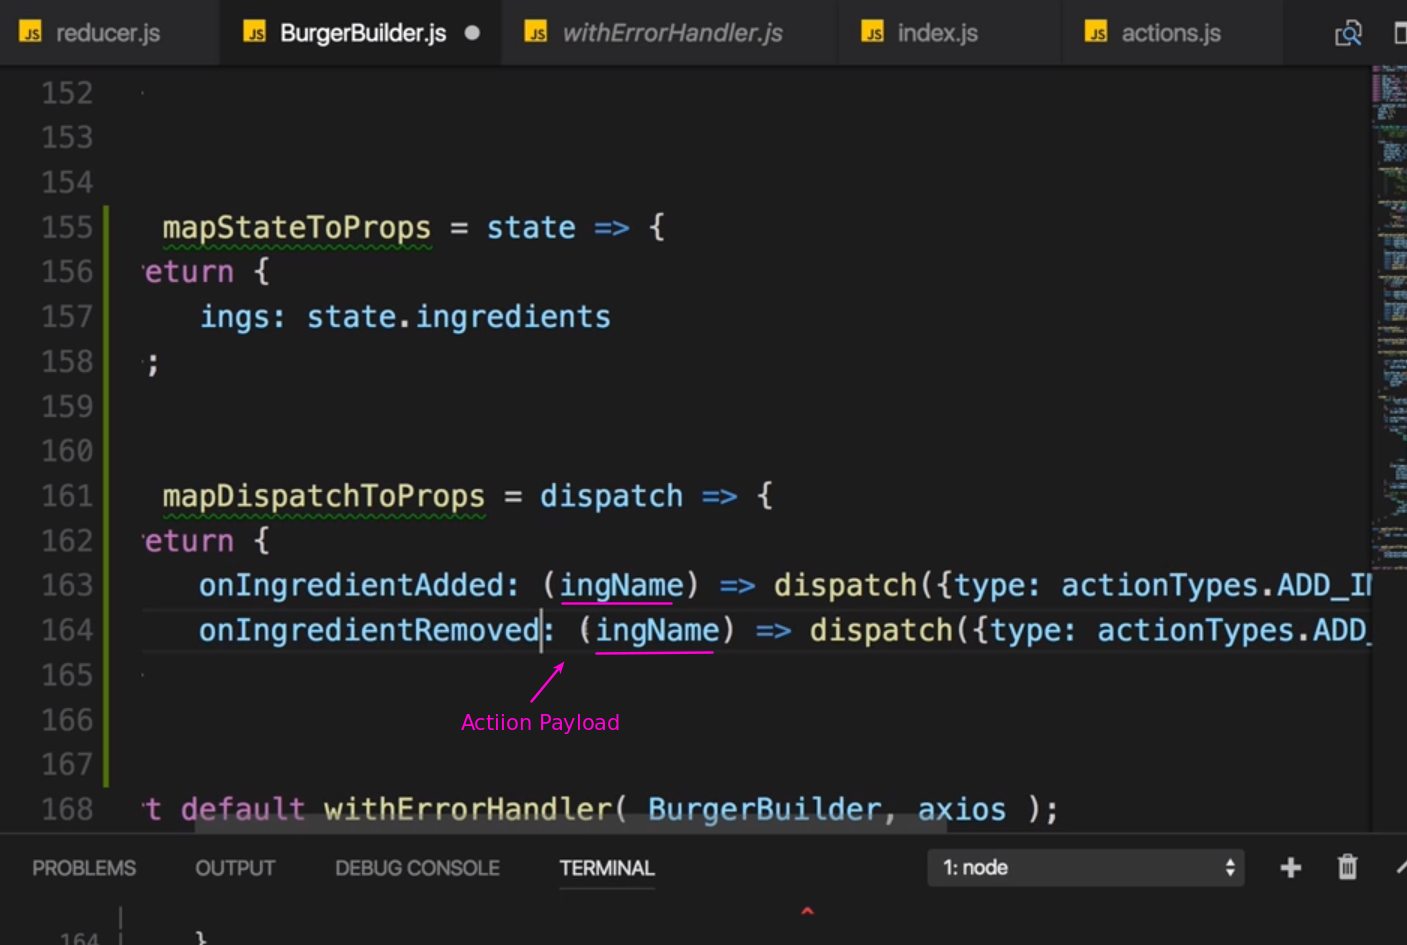 JS reducer.js JS BurgerBuilder.js JS withErrorHandler.js JS index.js JS actions.js
152
153
154
155 mapStateToProps = state => {
156 eturn {
157 ings: state.ingredients
158 ;
159
160
161 mapDispatchToProps = dispatch => {
162 eturn {
163 onIngredientAdded: (ingName) => dispatch({type: actionTypes.ADD_IN
164 onIngredientRemoved: (ingName) => dispatch({type: actionTypes.ADD_
165
166 Actiion Payload
167
168 t default withErrorHandler( BurgerBuilder, axios );
PROBLEMS OUTPUT DEBUG CONSOLE TERMINAL 1: node
164 }